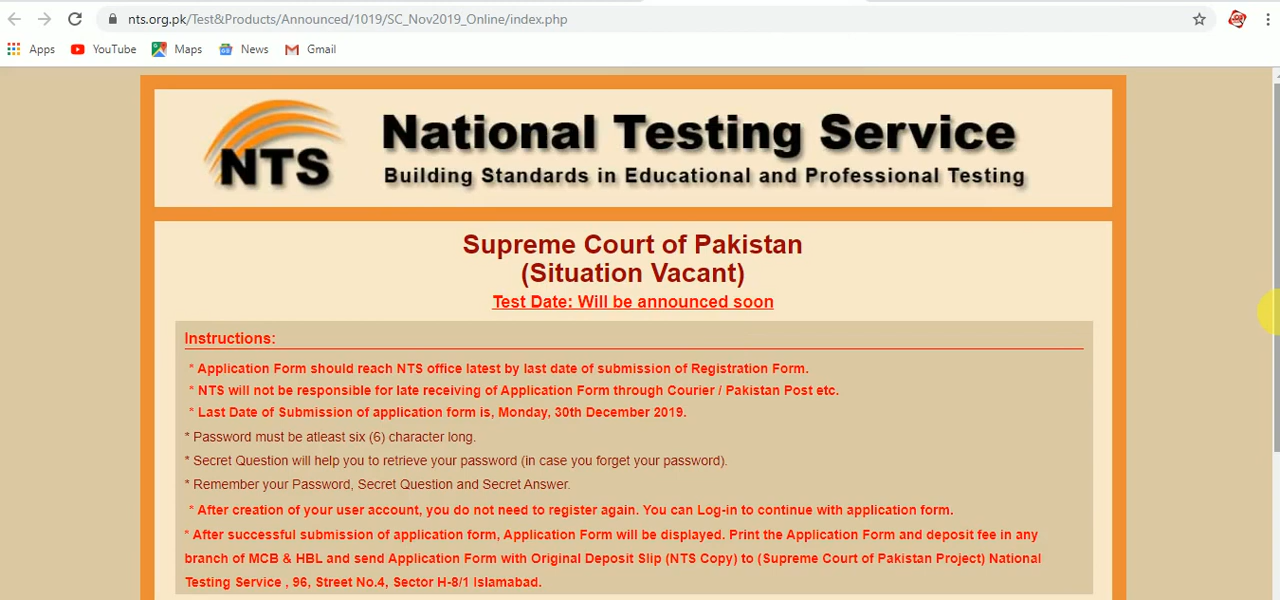 nts.org.pk/Test&Products/Announced/1019/SC_Nov2019_Online/index.php
Apps YouTube Maps News Gmail
NTS
National Testing Service
Building Standards in Educational and Professional Testing
Supreme Court of Pakistan
(Situation Vacant)
Test Date: Will be announced soon
Instructions:
* Application Form should reach NTS office latest by last date of submission of Registration Form.
* NTS will not be responsible for late receiving of Application Form through Courier / Pakistan Post etc.
* Last Date of Submission of application form is, Monday, 30th December 2019.
* Password must be atleast six (6) character long.
* Secret Question will help you to retrieve your password (in case you forget your password).
* Remember your Password, Secret Question and Secret Answer.
* After creation of your user account, you do not need to register again. You can Log-in to continue with application form.
* After successful submission of application form, Application Form will be displayed. Print the Application Form and deposit fee in any
branch of MCB & HBL and send Application Form with Original Deposit Slip (NTS Copy) to (Supreme Court of Pakistan Project) National
Testing Service , 96, Street No.4, Sector H-8/1 Islamabad.